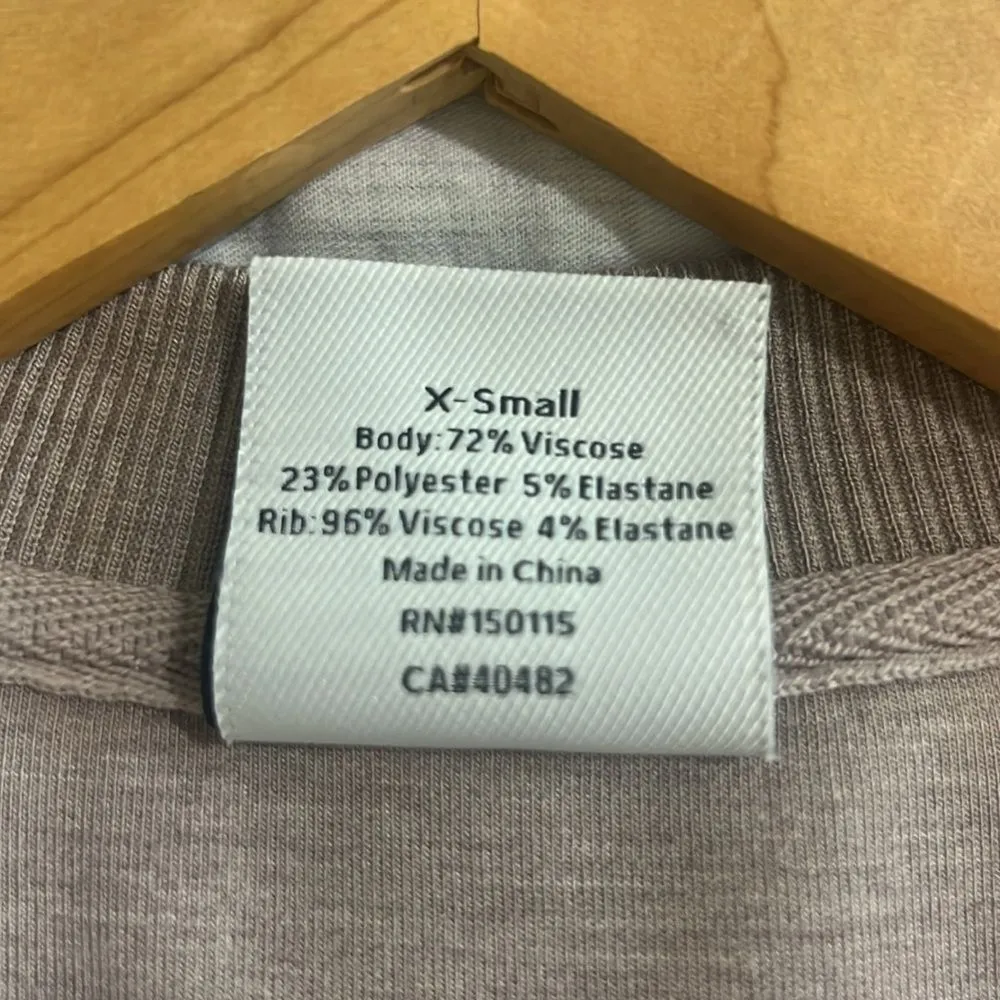 X-Small
Body:72% Viscose
23%Polyester 5%Elastane
Rib:96% Viscose 4% Elastane
Made in China
RN#150115
CA#40482